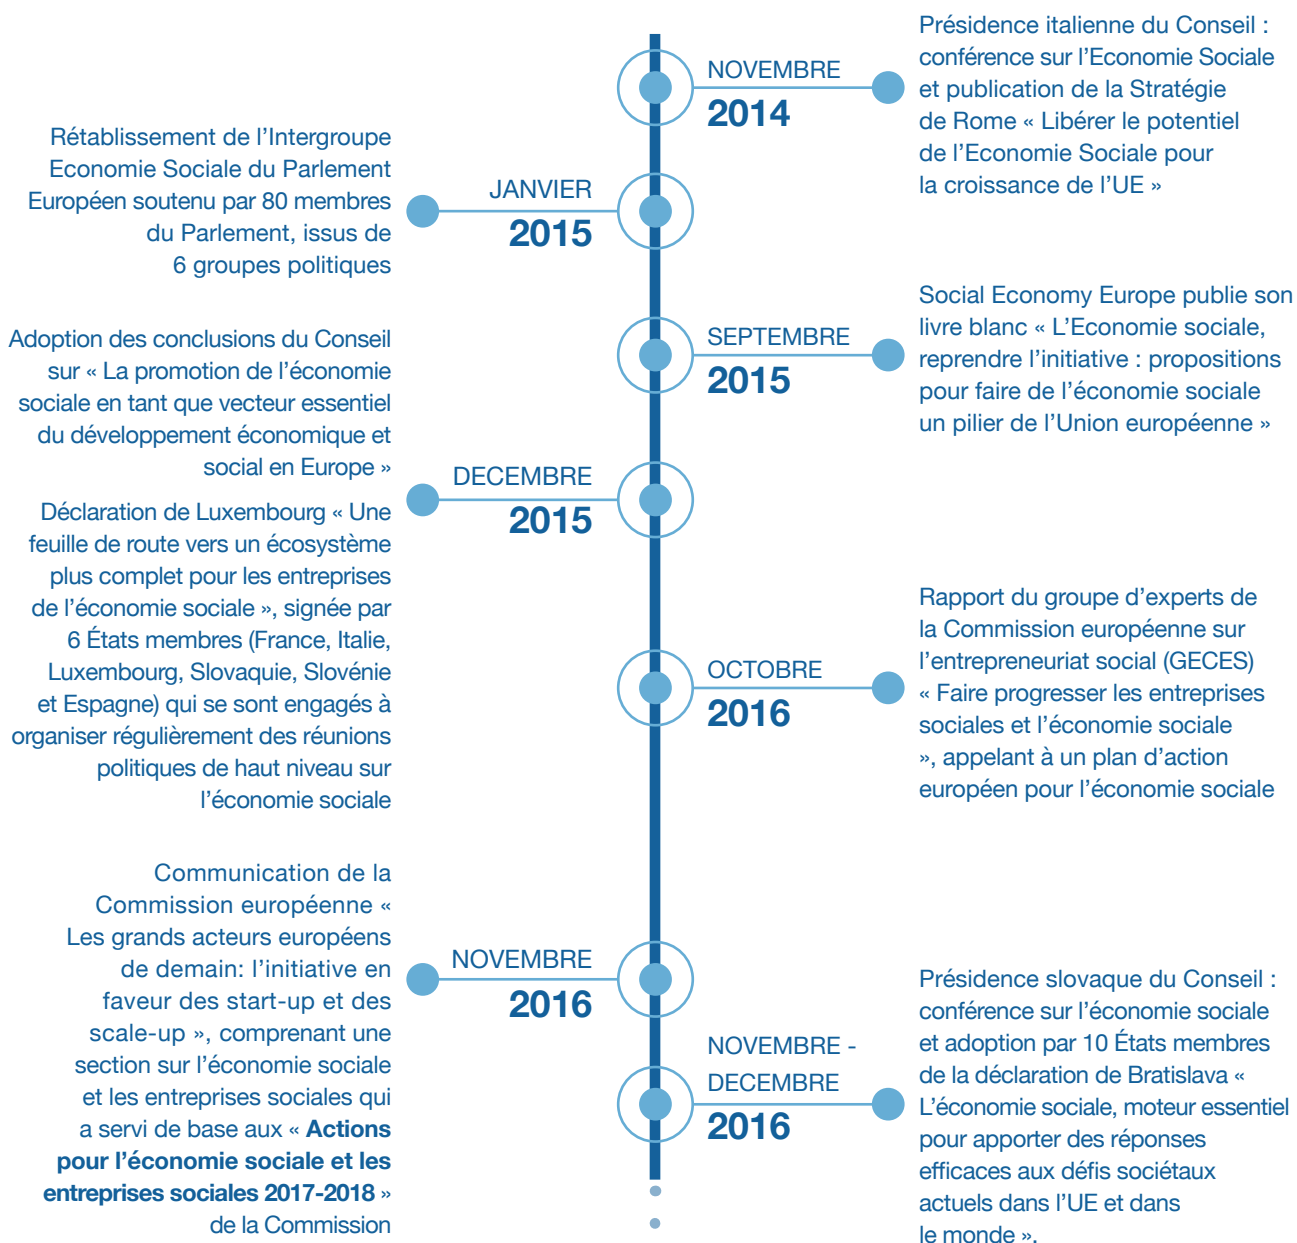 NOVEMBRE
2014
Présidence italienne du Conseil :
conférence sur l’Economie Sociale
et publication de la Stratégie
de Rome « Libérer le potentiel
de l’Economie Sociale pour
la croissance de l’UE »
JANVIER
2015
Rétablissement de l’Intergroupe
Economie Sociale du Parlement
Européen soutenu par 80 membres
du Parlement, issus de
6 groupes politiques
SEPTEMBRE
2015
Social Economy Europe publie son
livre blanc « L’Economie sociale,
reprendre l’initiative : propositions
pour faire de l’économie sociale
un pilier de l’Union européenne »
DECEMBRE
2015
Adoption des conclusions du Conseil
sur « La promotion de l’économie
sociale en tant que vecteur essentiel
du développement économique et
social en Europe »
Déclaration de Luxembourg « Une
feuille de route vers un écosystème
plus complet pour les entreprises
de l’économie sociale », signée par
6 États membres (France, Italie,
Luxembourg, Slovaquie, Slovénie
et Espagne) qui se sont engagés à
organiser régulièrement des réunions
politiques de haut niveau sur
l’économie sociale
OCTOBRE
2016
Rapport du groupe d’experts de
la Commission européenne sur
l’entrepreneuriat social (GECES)
« Faire progresser les entreprises
sociales et l’économie sociale
», appelant à un plan d’action
européen pour l’économie sociale
NOVEMBRE
2016
Communication de la
Commission européenne «
Les grands acteurs européens
de demain: l’initiative en
faveur des start-up et des
scale-up », comprenant une
section sur l’économie sociale
et les entreprises sociales qui
a servi de base aux « Actions
pour l’économie sociale et les
entreprises sociales 2017-2018 »
de la Commission
NOVEMBRE -
DECEMBRE
2016
Présidence slovaque du Conseil :
conférence sur l’économie sociale
et adoption par 10 États membres
de la déclaration de Bratislava «
L’économie sociale, moteur essentiel
pour apporter des réponses
efficaces aux défis sociétaux
actuels dans l’UE et dans
le monde ».